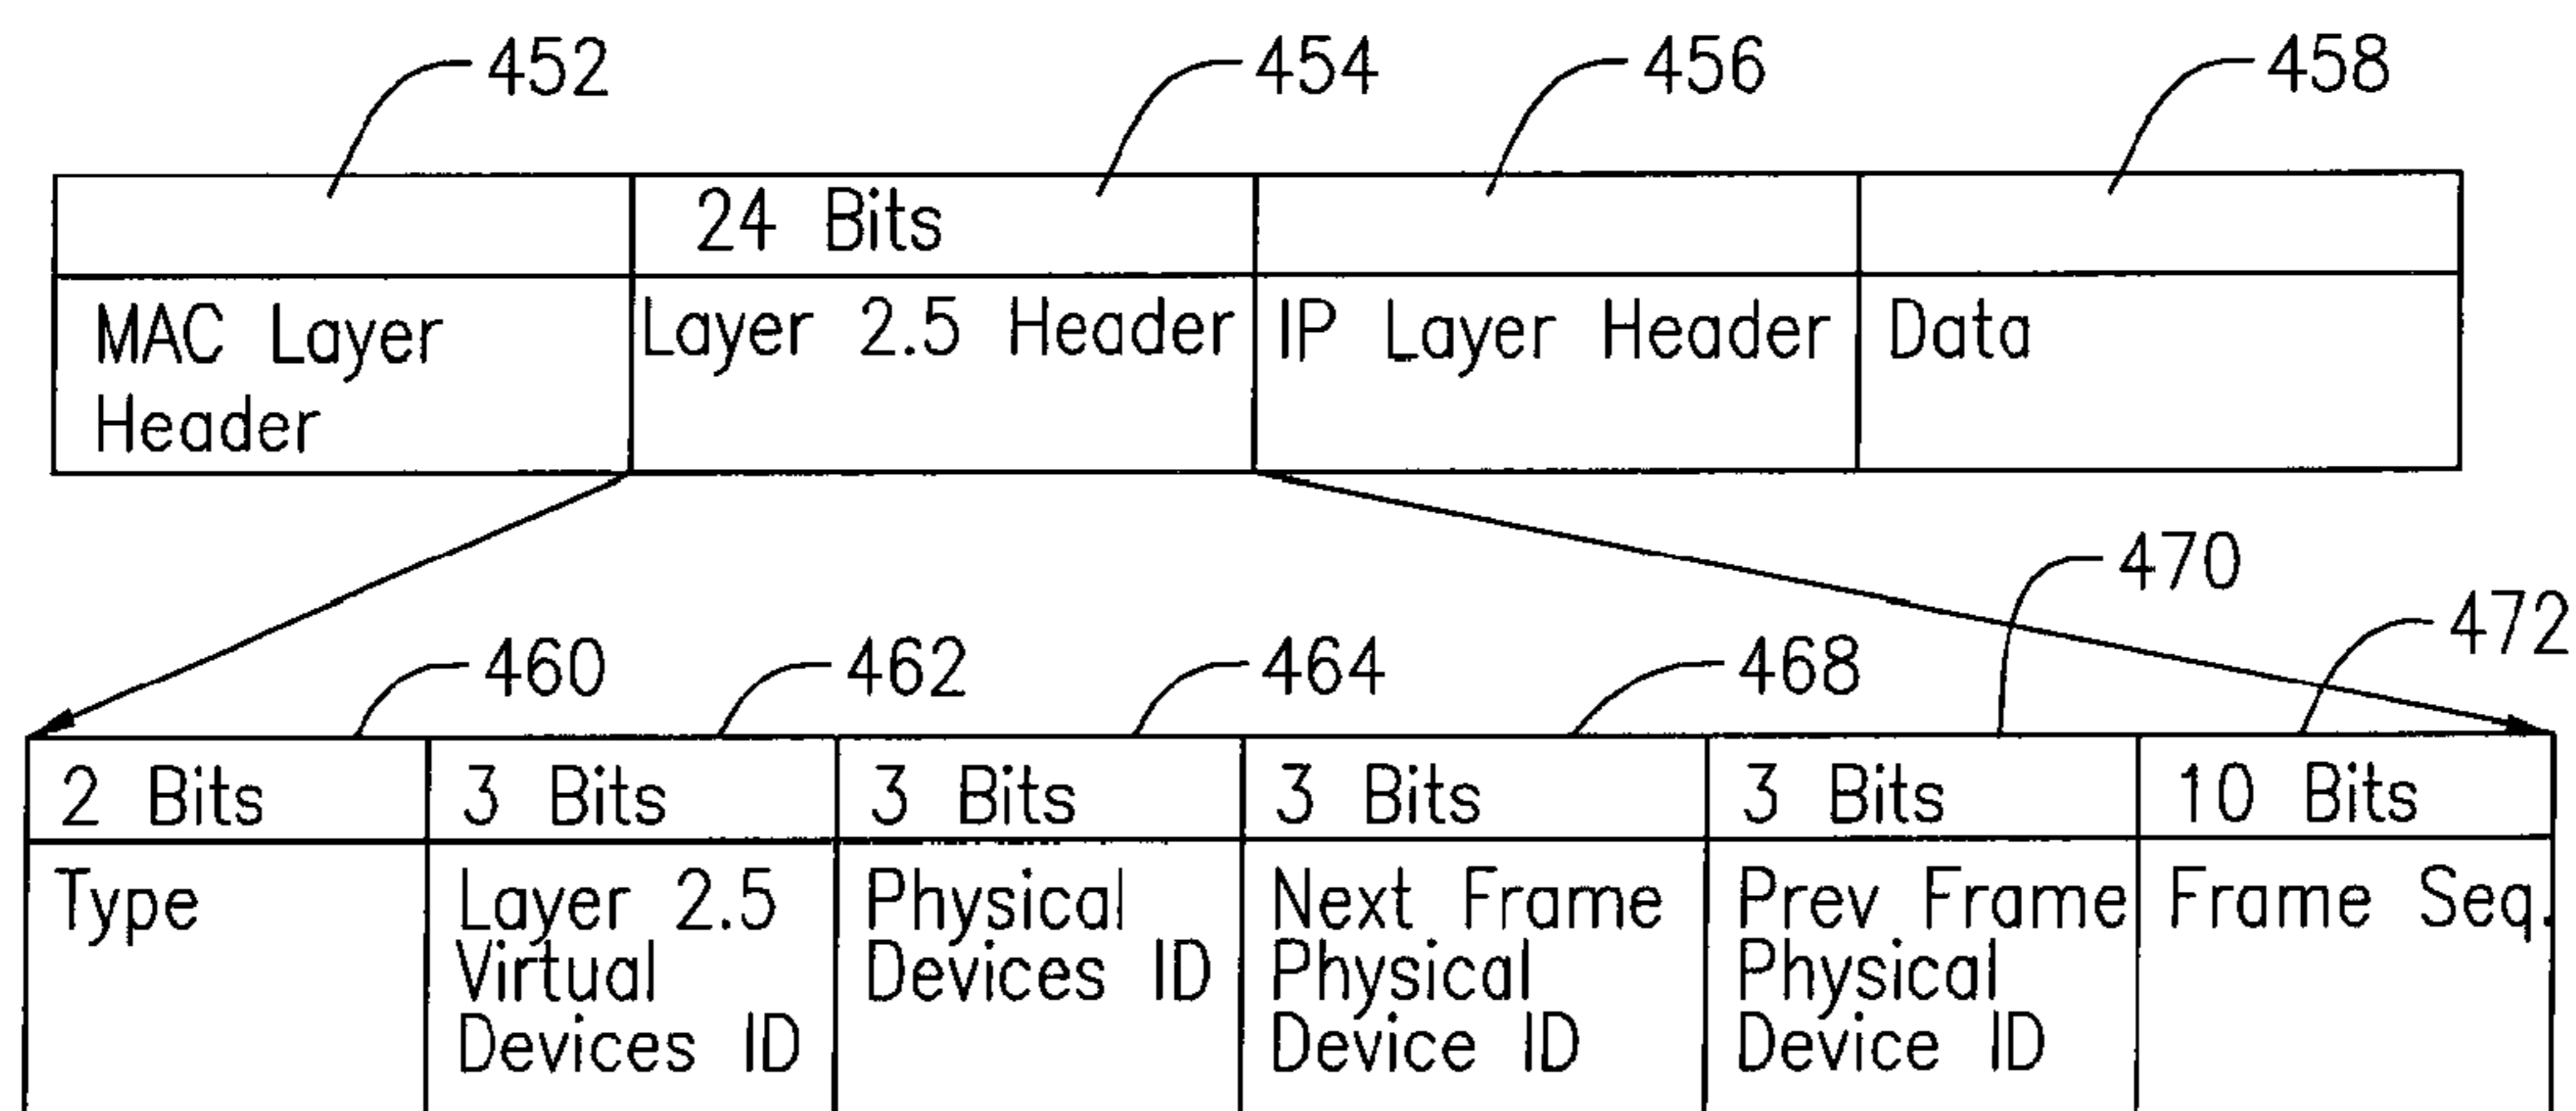 452
454
456
458
24 Bits
MAC Layer
Header
Layer 2.5 Header
IP Layer Header
Data
470
472
460
462
464
468
2 Bits
3 Bits
3 Bits
3 Bits
3 Bits
10 Bits
Type
Layer 2.5
Virtual
Devices ID
Physical
Devices ID
Next Frame
Physical
Device ID
Prev Frame
Physical
Device ID
Frame Seq.